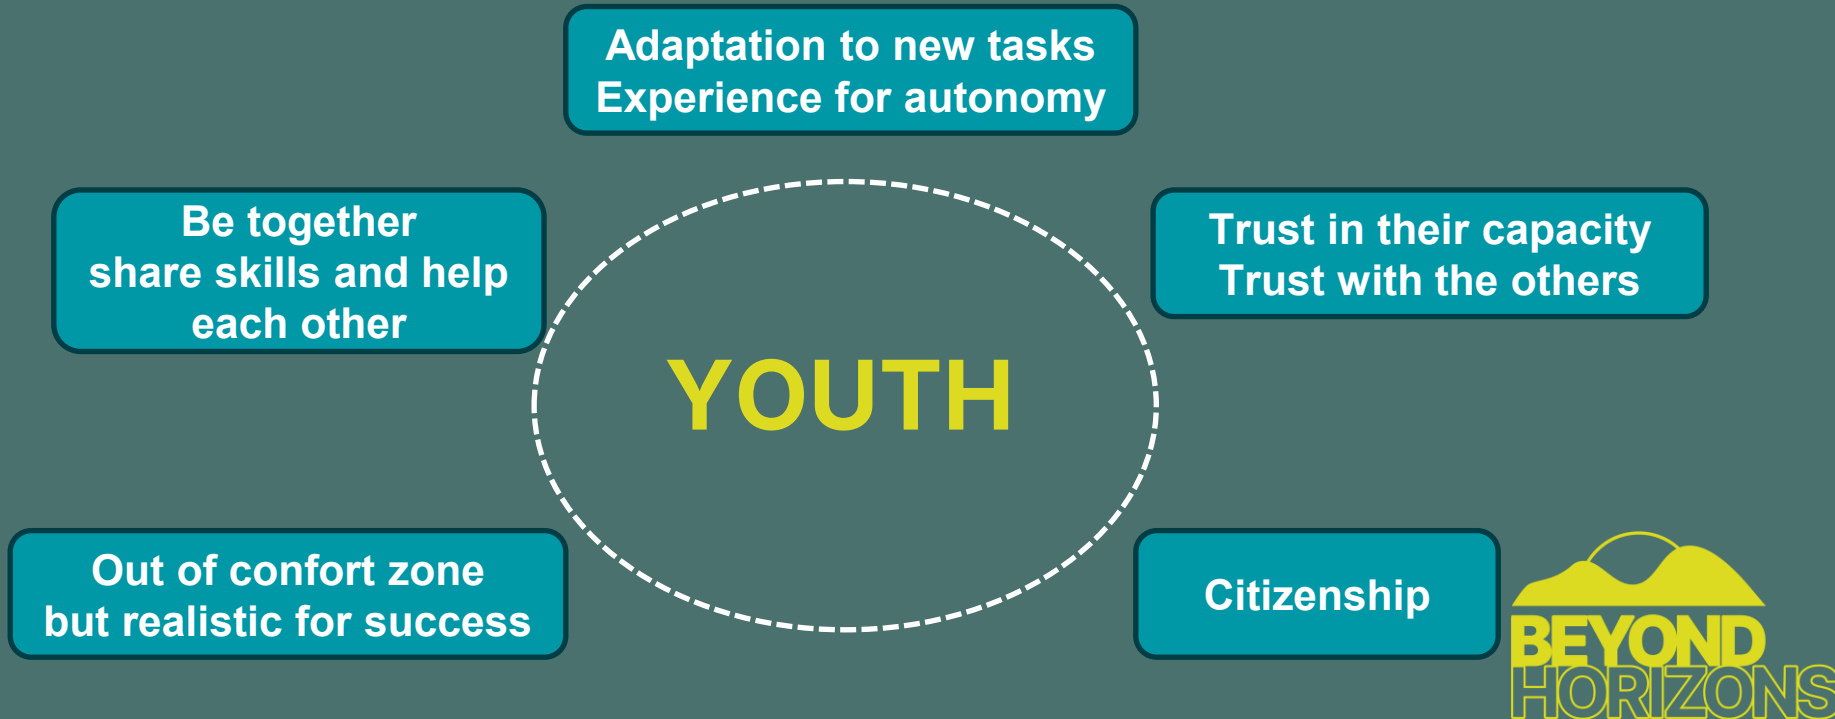 Adaptation to new tasks
Experience for autonomy
Be together
share skills and help
each other
Trust in their capacity
Trust with the others
YOUTH
Out of confort zone
but realistic for success
Citizenship
BEYOND
HORIZONS